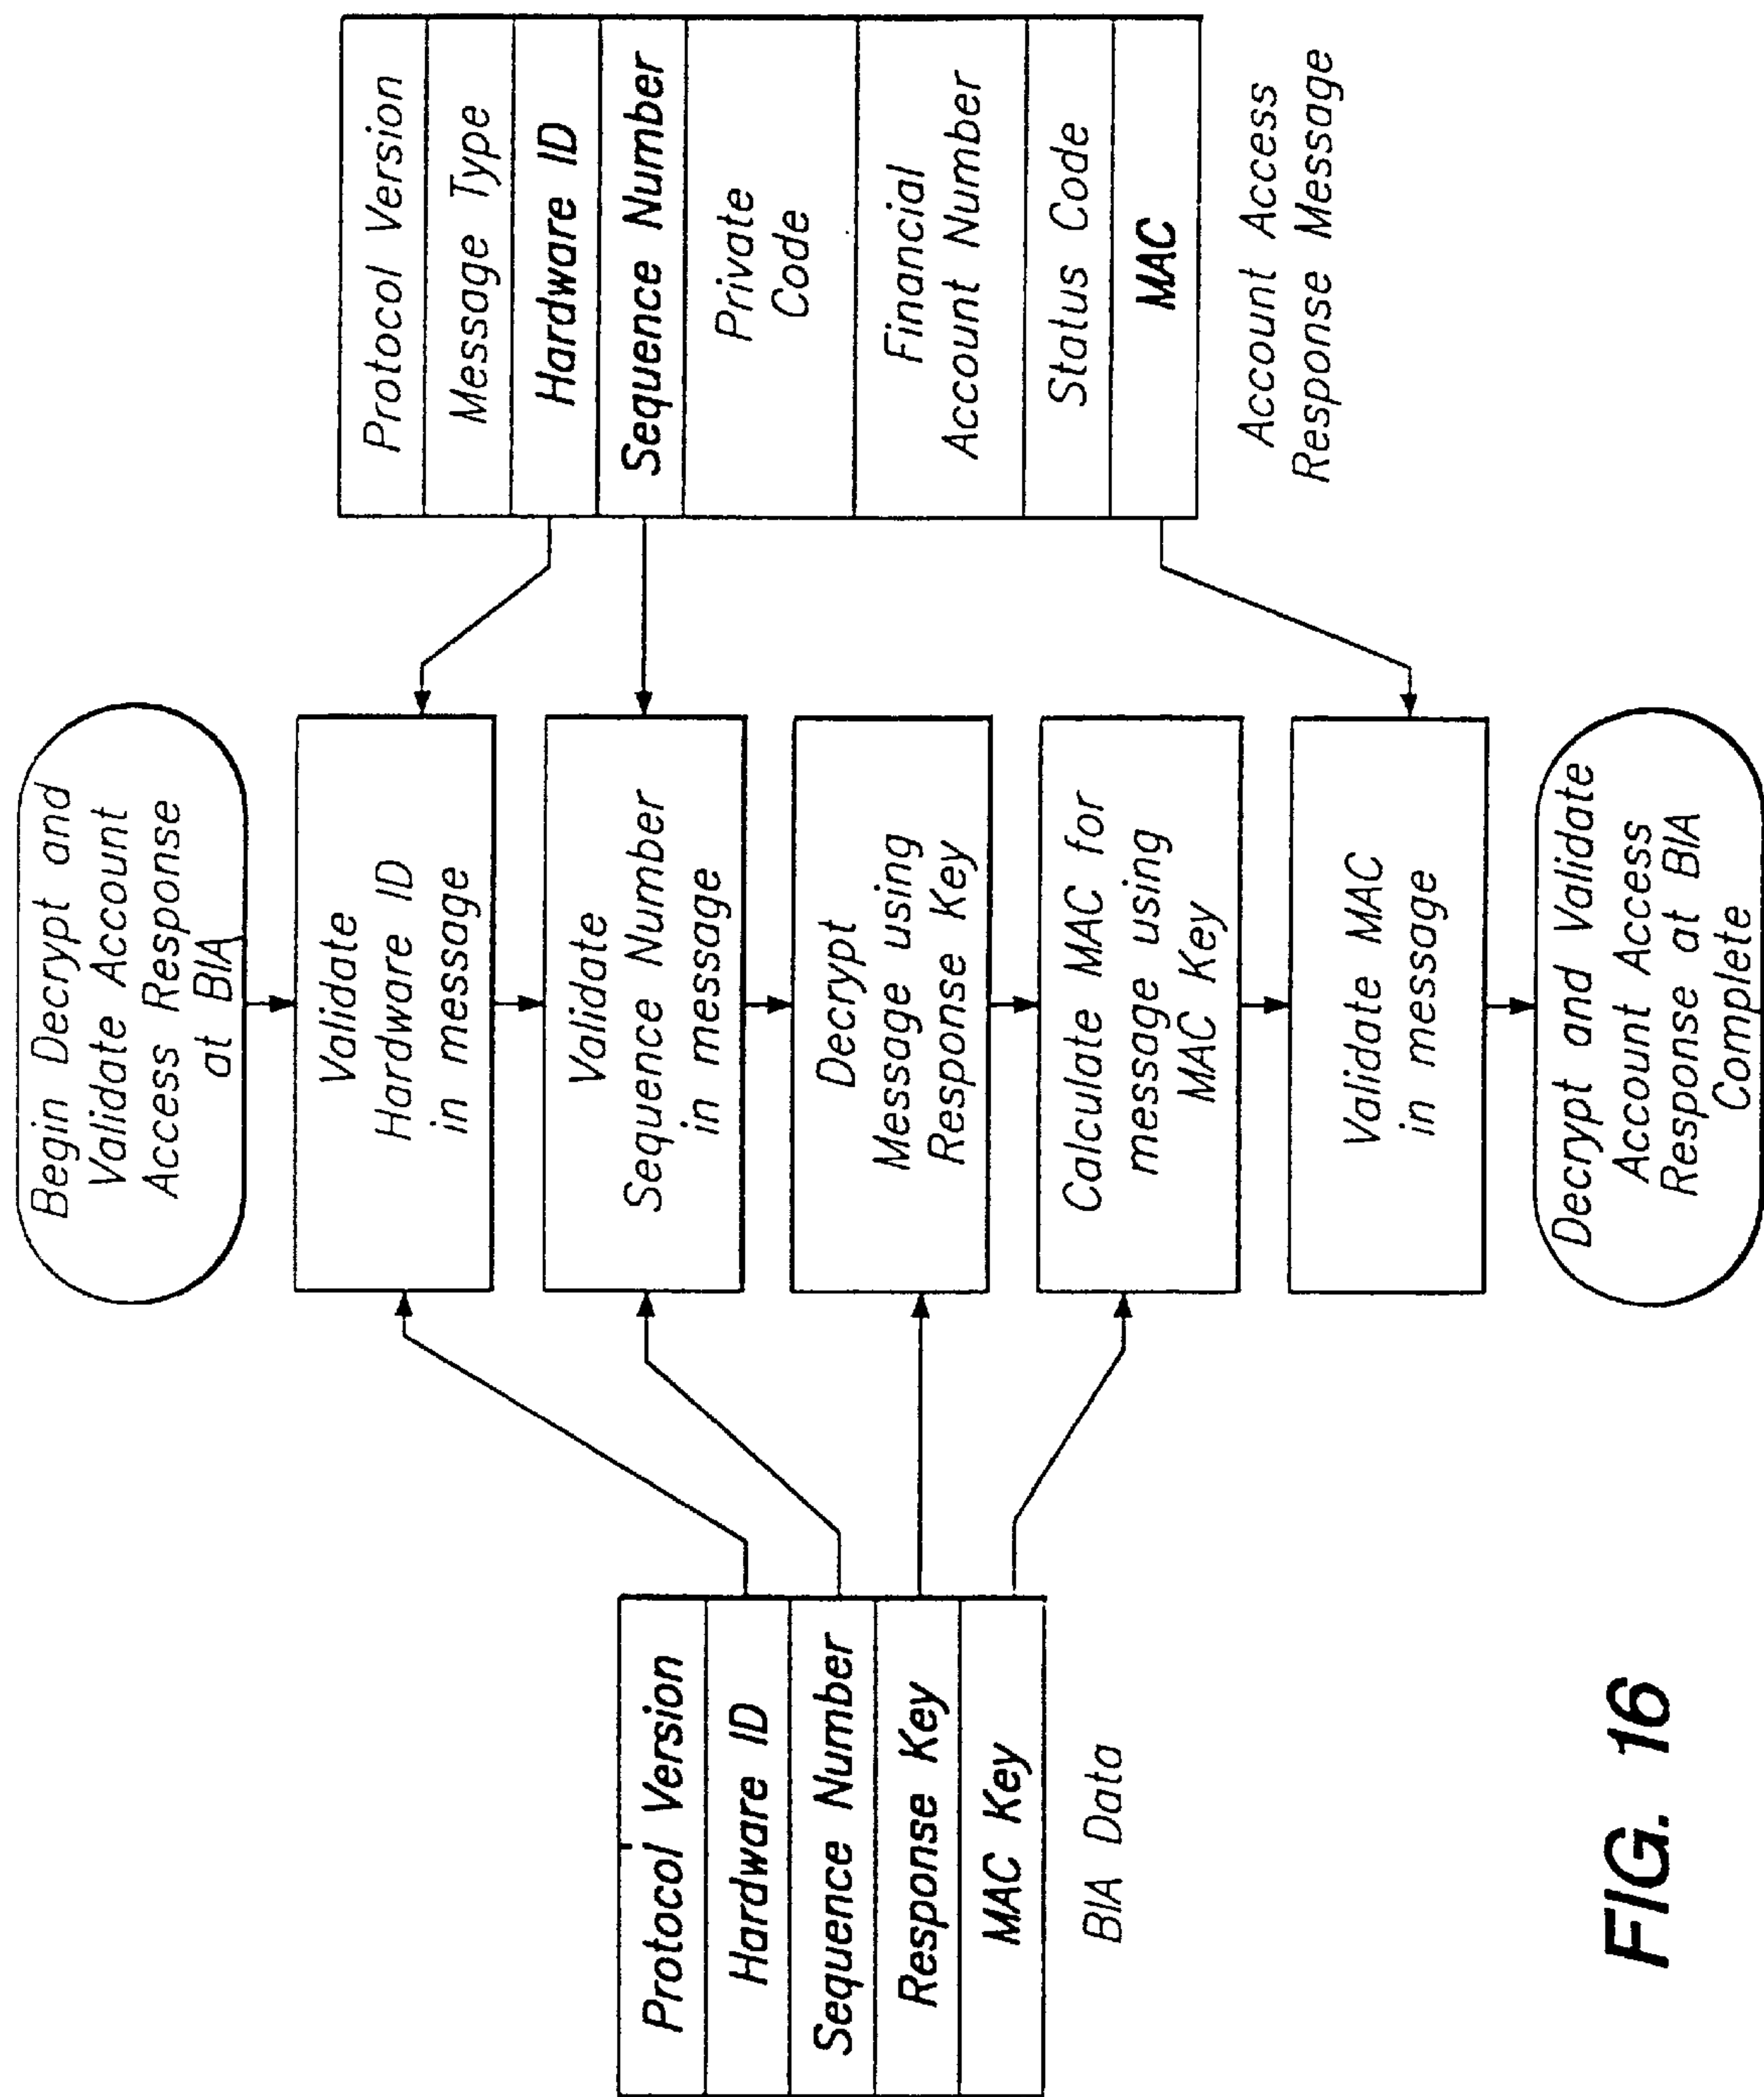 Begin Decrypt and
Validate Account
Access Response
at BIA
Validate
Hardware ID
in message
Validate
Sequence Number
in message
Decrypt
Message using
Response Key
Calculate MAC for
message using
MAC Key
Validate MAC
in message
Decrypt and Validate
Account Access
Response at BIA
Complete
Protocol Version
Hardware ID
Sequence Number
Response Key
MAC Key
BIA Data
Protocol Version
Message Type
Hardware ID
Sequence Number
Private
Code
Financial
Account Number
Status Code
MAC
Account Access
Response Message
FIG. 16